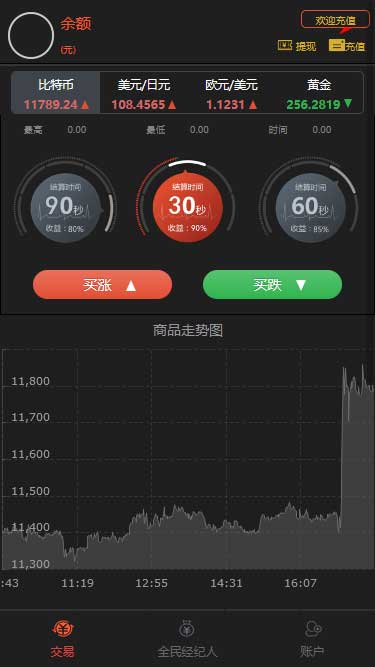 余额
(元)
欢迎充值
提现 充值
比特币 美元/日元 欧元/美元 黄金
11789.24▲ 108.4565▲ 1.1231▲ 256.2819▼
最高 0.00 最低 0.00 时间 0.00
结算时间 结算时间 结算时间
90秒 30秒 60秒
收益：80% 收益：90% 收益：85%
买涨 ▲ 买跌 ▼
商品走势图
11,800
11,700
11,600
11,500
11,400
11,300
:43 11:19 12:55 14:31 16:07
交易 全民经纪人 账户